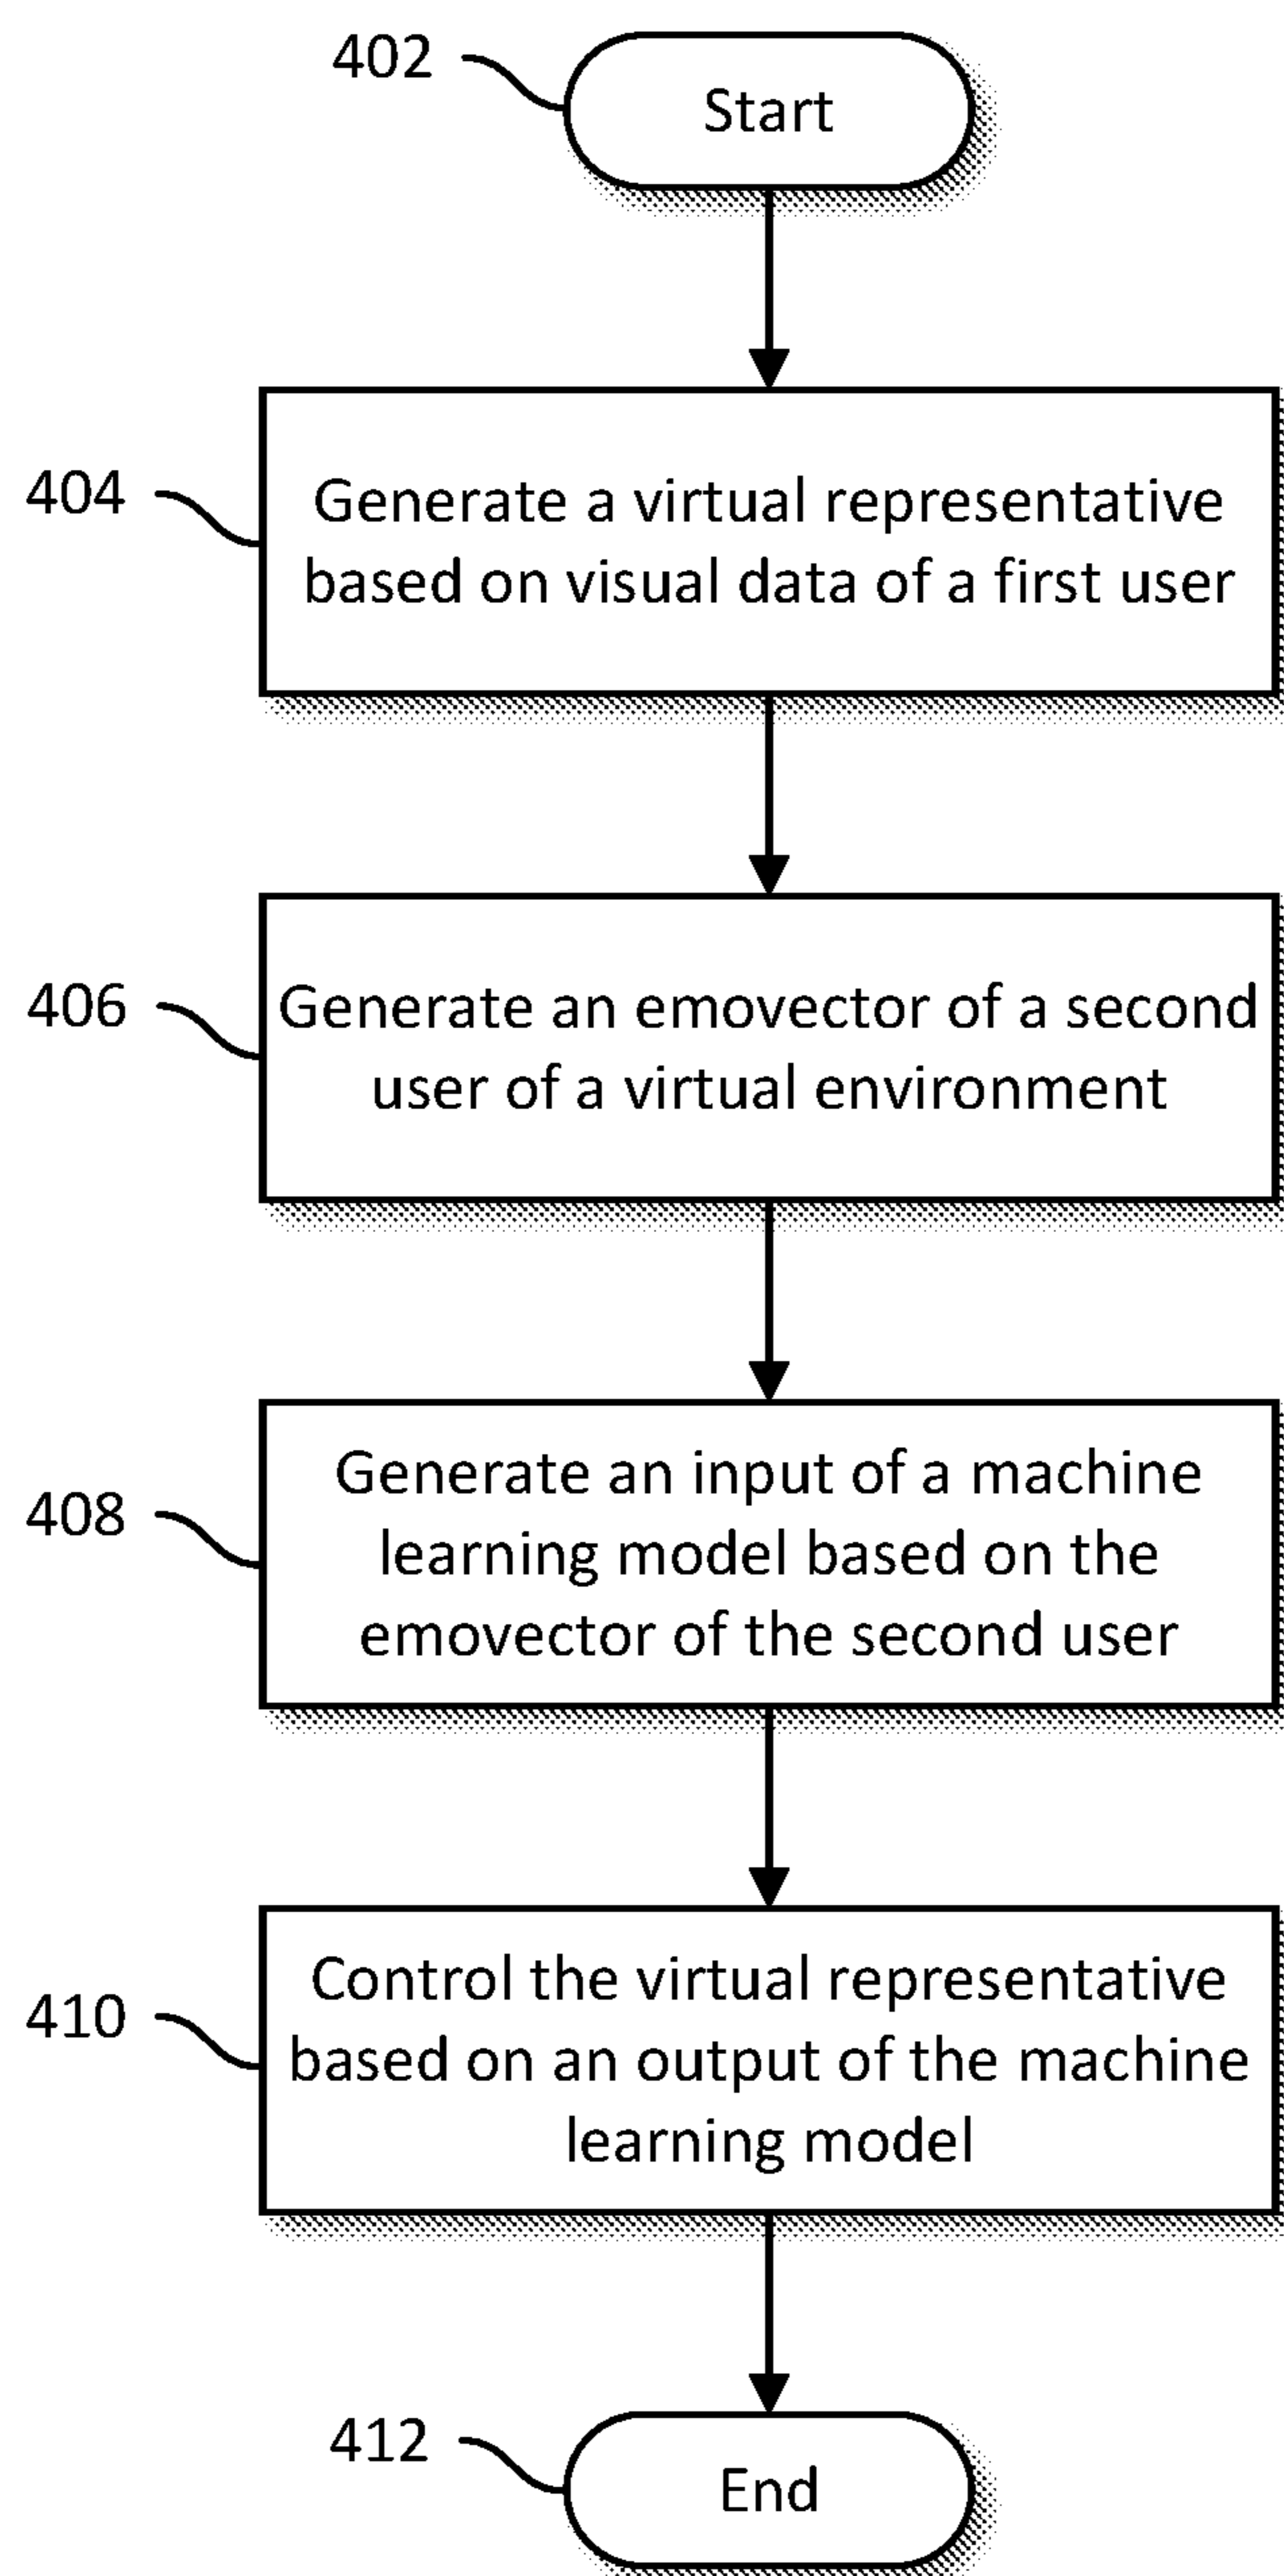 402
Start
404
Generate a virtual representative
based on visual data of a first user
406
Generate an emovector of a second
user of a virtual environment
408
Generate an input of a machine
learning model based on the
emovector of the second user
410
Control the virtual representative
based on an output of the machine
learning model
412
End